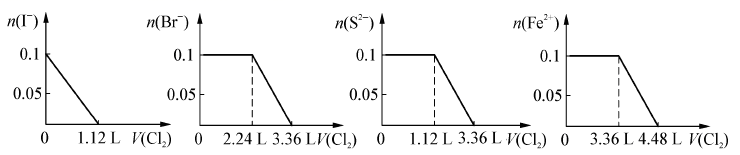 n(I⁻)
0.1
0.05
0
1.12 L
V(Cl₂)
n(Br⁻)
0.1
0.05
0
2.24 L
3.36 L
V(Cl₂)
n(S²⁻)
0.1
0.05
0
1.12 L
3.36 L
V(Cl₂)
n(Fe²⁺)
0.1
0.05
0
3.36 L
4.48 L
V(Cl₂)